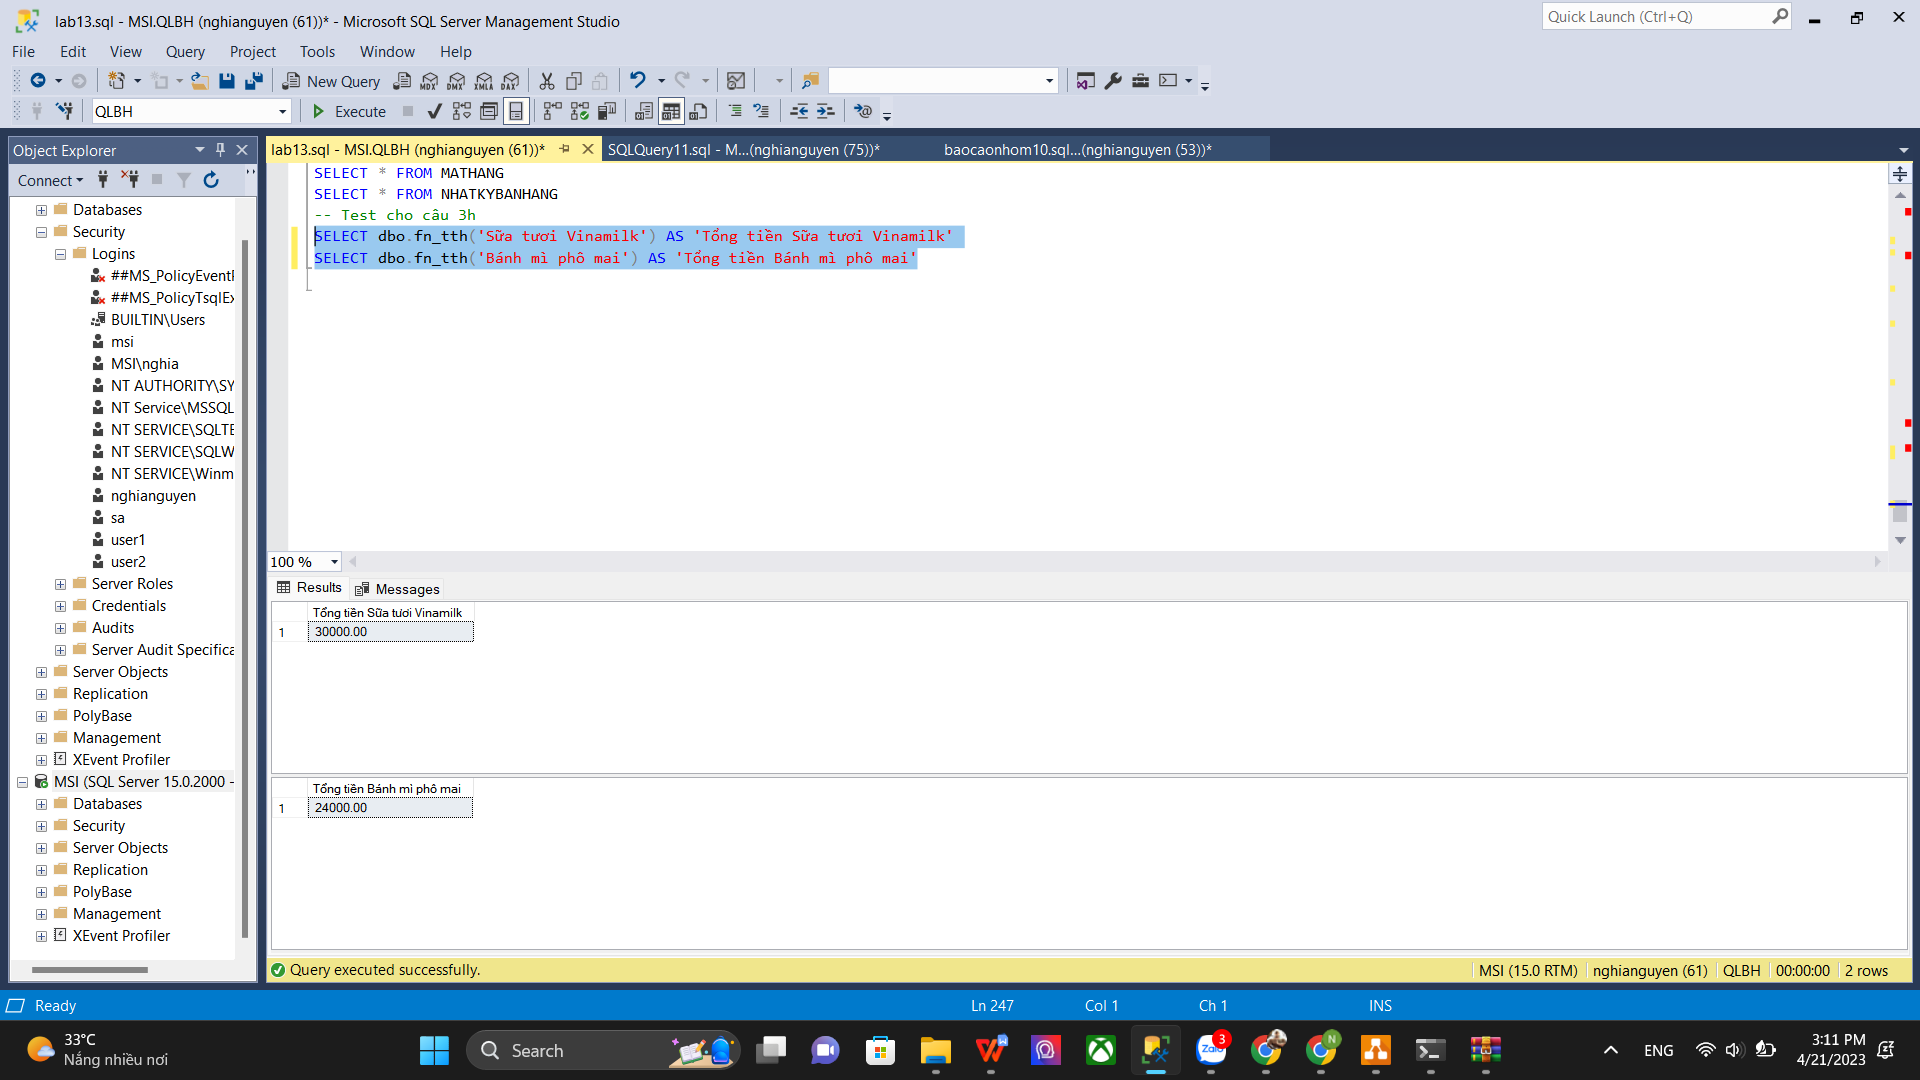 lab13.sql - MSI.QLBH (nghianguyen (61))* - Microsoft SQL Server Management Studio
Quick Launch (Ctrl+Q)
File Edit View Query Project Tools Window Help
New Query
MDX DMX XMLA DAX
QLBH
Execute
Object Explorer
lab13.sql - MSI.QLBH (nghianguyen (61))*
SQLQuery11.sql - M...(nghianguyen (75))*
baocaonhom10.sql...(nghianguyen (53))*
Connect
Databases
Security
Logins
##MS_PolicyEventP
##MS_PolicyTsqlEx
BUILTIN\Users
msi
MSI\nghia
NT AUTHORITY\SY
NT Service\MSSQL
NT SERVICE\SQLTE
NT SERVICE\SQLW
NT SERVICE\Winm
nghianguyen
sa
user1
user2
Server Roles
Credentials
Audits
Server Audit Specifica
Server Objects
Replication
PolyBase
Management
XEvent Profiler
MSI (SQL Server 15.0.2000 -
Databases
Security
Server Objects
Replication
PolyBase
Management
XEvent Profiler
SELECT * FROM MATHANG
SELECT * FROM NHATKYBANHANG
-- Test cho câu 3h
SELECT dbo.fn_tth('Sữa tươi Vinamilk') AS 'Tổng tiền Sữa tươi Vinamilk'
SELECT dbo.fn_tth('Bánh mì phô mai') AS 'Tổng tiền Bánh mì phô mai'
100 %
Results Messages
Tổng tiền Sữa tươi Vinamilk
1 30000.00
Tổng tiền Bánh mì phô mai
1 24000.00
Query executed successfully.
MSI (15.0 RTM) nghianguyen (61) QLBH 00:00:00 2 rows
Ready
Ln 247 Col 1 Ch 1 INS
33°C
Nắng nhiều nơi
Search
Zalo
3
N
ENG
3:11 PM
4/21/2023